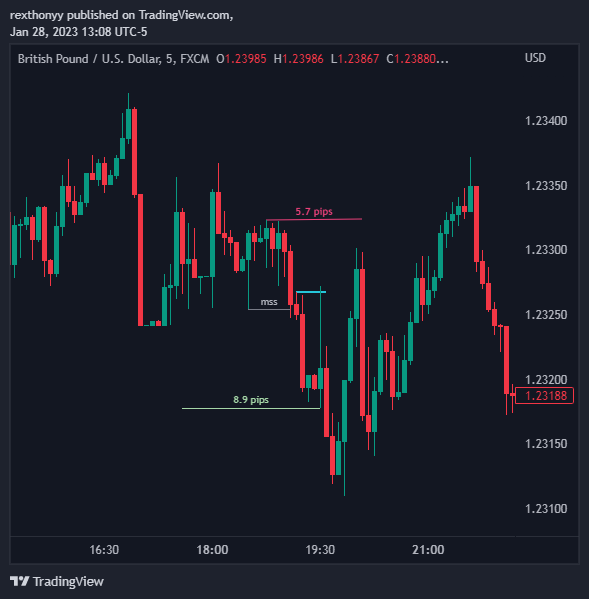 rexthonyy published on TradingView.com,
Jan 28, 2023 13:08 UTC-5
British Pound / U.S. Dollar, 5, FXCM O1.23985 H1.23986 L1.23867 C1.23880...
USD
1.23400
1.23350
5.7 pips
1.23300
mss
1.23250
1.23200
8.9 pips
1.23188
1.23150
1.23100
16:30 18:00 19:30 21:00
TradingView